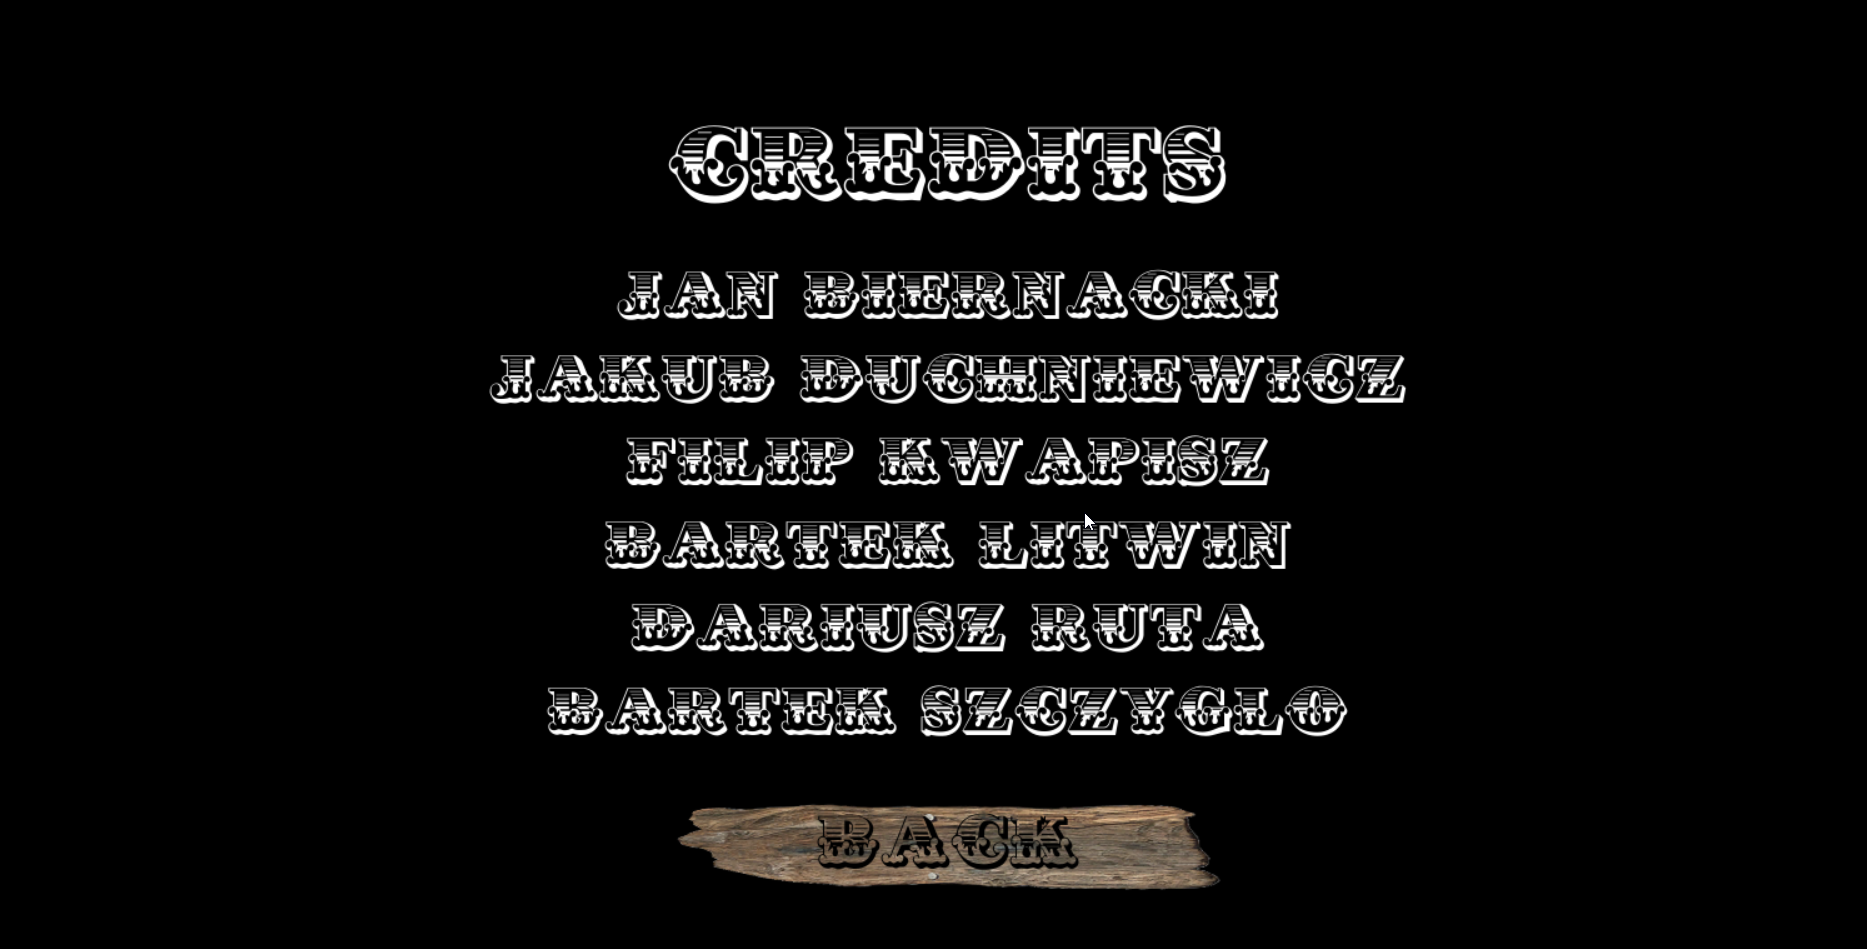 CREDITS
JAN BIERNACKI
JAKUB DUCHNIEWICZ
FILIP KWAPISZ
BARTEK LITWIN
DARIUSZ RUTA
BARTEK SZCZYGLO
BACK